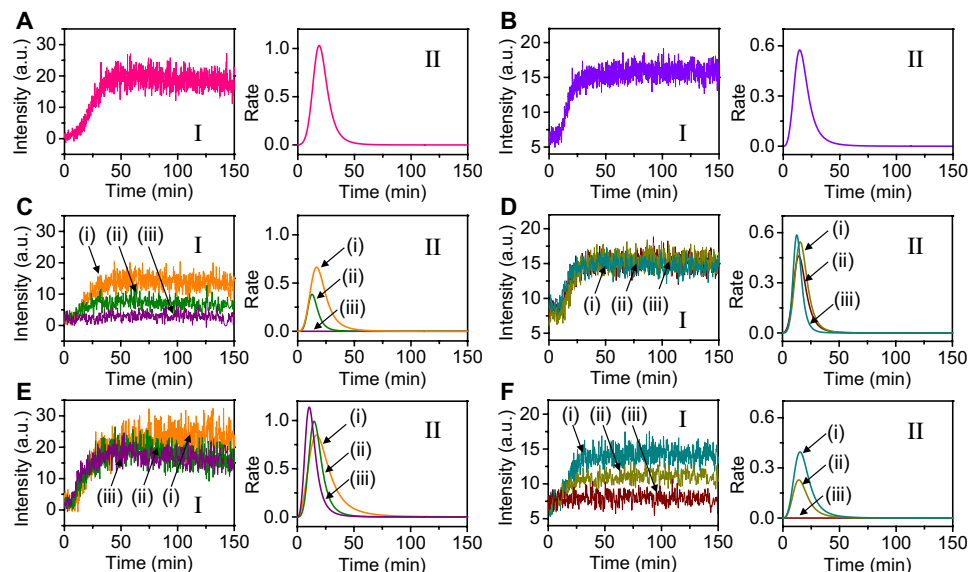 A
Intensity (a.u.)
30
20
10
0
I
0 50 100 150
Time (min)
Rate
1.0
0.5
0.0
II
0 50 100 150
Time (min)
B
Intensity (a.u.)
20
15
10
5
I
0 50 100 150
Time (min)
Rate
0.6
0.3
0.0
II
0 50 100 150
Time (min)
C
Intensity (a.u.)
30
20
10
0
(i) (ii) (iii)
I
0 50 100 150
Time (min)
Rate
1.0
0.5
0.0
(i)
(ii)
(iii)
II
0 50 100 150
Time (min)
D
Intensity (a.u.)
20
15
10
5
(i) (ii) (iii)
I
0 50 100 150
Time (min)
Rate
0.6
0.3
0.0
(i)
(ii)
(iii)
II
0 50 100 150
Time (min)
E
Intensity (a.u.)
30
20
10
0
(iii) (ii) (i)
I
0 50 100 150
Time (min)
Rate
1.0
0.5
0.0
(i)
(ii)
(iii)
II
0 50 100 150
Time (min)
F
Intensity (a.u.)
20
15
10
5
(i) (ii) (iii)
I
0 50 100 150
Time (min)
Rate
0.6
0.3
0.0
(i)
(ii)
(iii)
II
0 50 100 150
Time (min)